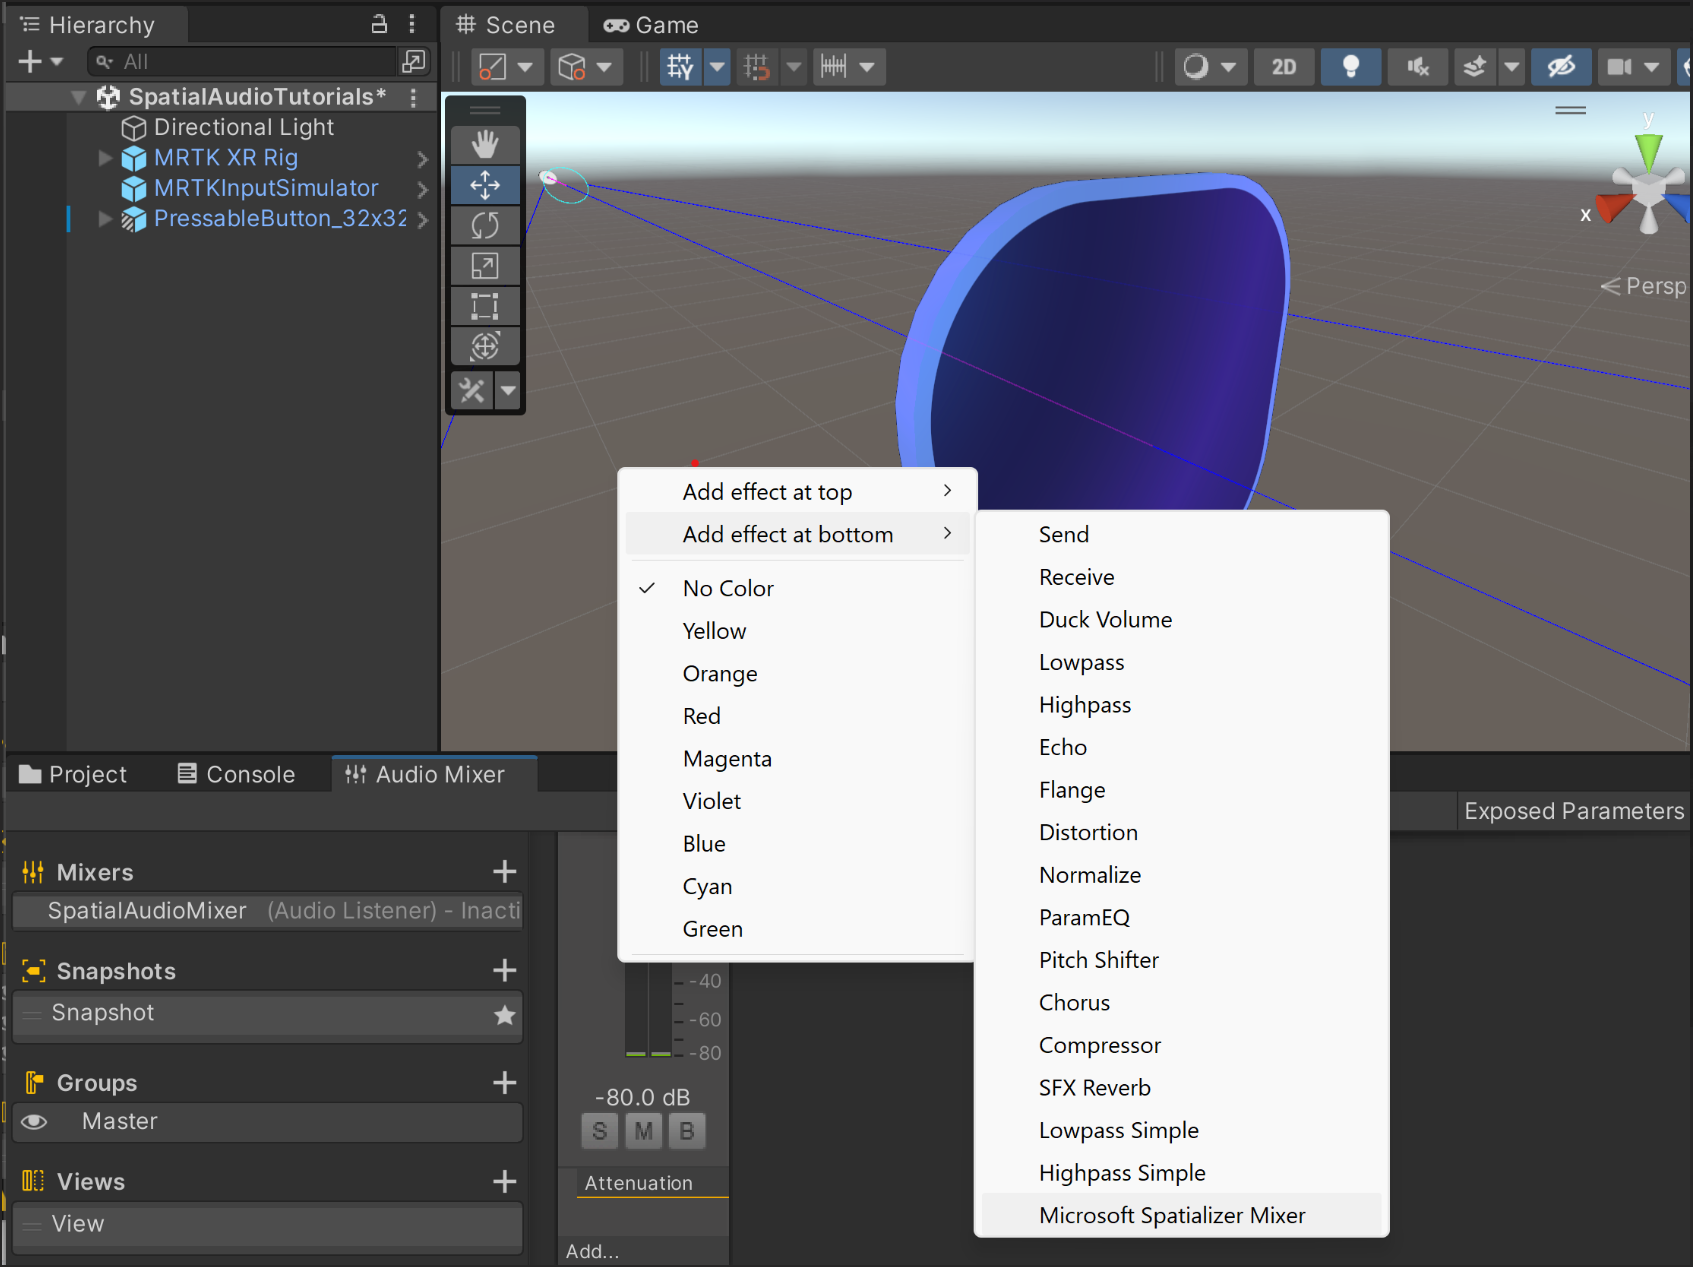 Hierarchy
Scene
Game
All
2D
SpatialAudioTutorials*
Directional Light
MRTK XR Rig
MRTKInputSimulator
PressableButton_32x32
y
x
Persp
Add effect at top
Add effect at bottom
No Color
Yellow
Orange
Red
Magenta
Violet
Blue
Cyan
Green
Send
Receive
Duck Volume
Lowpass
Highpass
Echo
Flange
Distortion
Normalize
ParamEQ
Pitch Shifter
Chorus
Compressor
SFX Reverb
Lowpass Simple
Highpass Simple
Microsoft Spatializer Mixer
Project
Console
Audio Mixer
Exposed Parameters
Mixers
SpatialAudioMixer (Audio Listener) - Inacti
Snapshots
Snapshot
Groups
Master
Views
View
-40
-60
-80
-80.0 dB
S M B
Attenuation
Add...